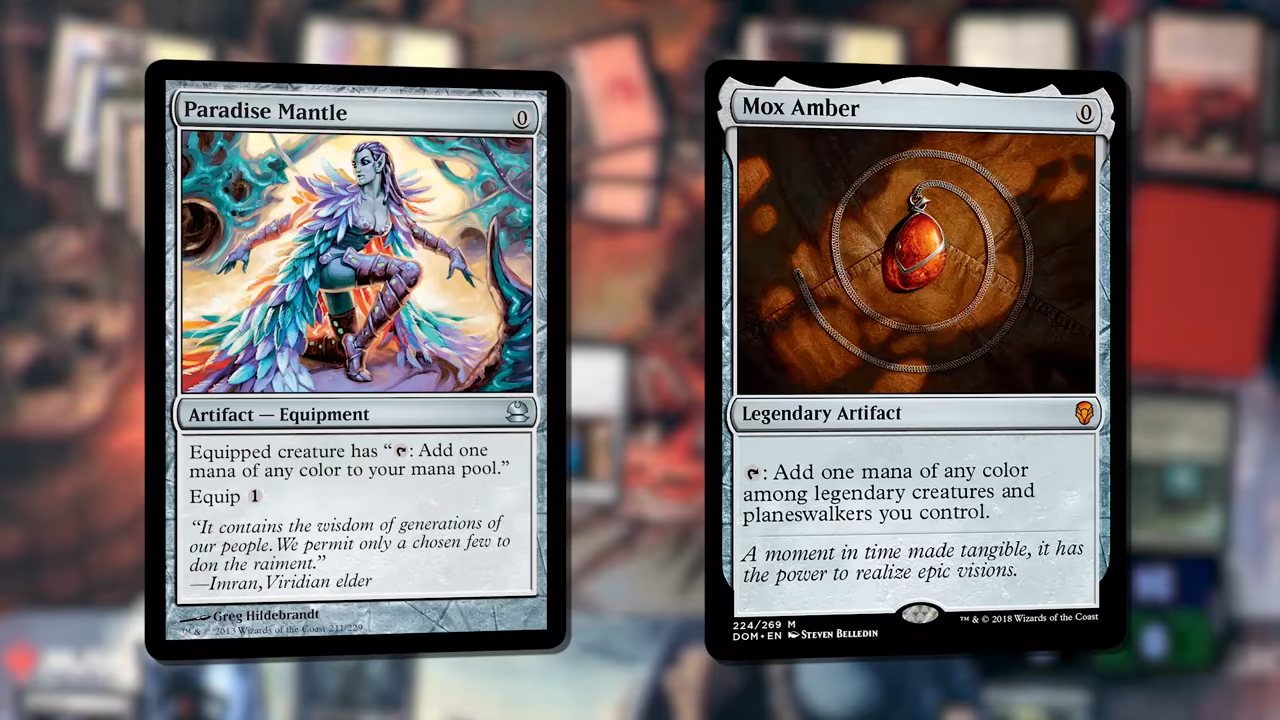 Paradise Mantle
0
Artifact — Equipment
Equipped creature has “: Add one
mana of any color to your mana pool.”
Equip 1
“It contains the wisdom of generations of
our people. We permit only a chosen few to
don the raiment.”
—Imran, Viridian elder
Greg Hildebrandt
™ & © 2013 Wizards of the Coast 211/229
Mox Amber
0
Legendary Artifact
: Add one mana of any color
among legendary creatures and
planeswalkers you control.
A moment in time made tangible, it has
the power to realize epic visions.
224/269 M
DOM • EN Steven Belledin
™ & © 2018 Wizards of the Coast